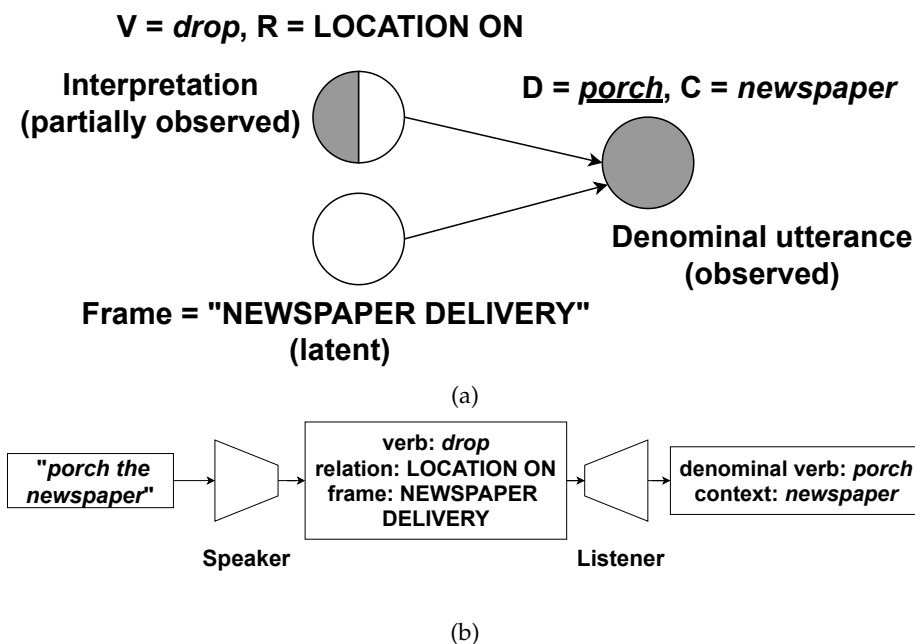 V = drop, R = LOCATION ON
Interpretation
(partially observed)
D = porch, C = newspaper
Denominal utterance
(observed)
Frame = "NEWSPAPER DELIVERY"
(latent)
(a)
"porch the
newspaper"
Speaker
verb: drop
relation: LOCATION ON
frame: NEWSPAPER
DELIVERY
Listener
denominal verb: porch
context: newspaper
(b)